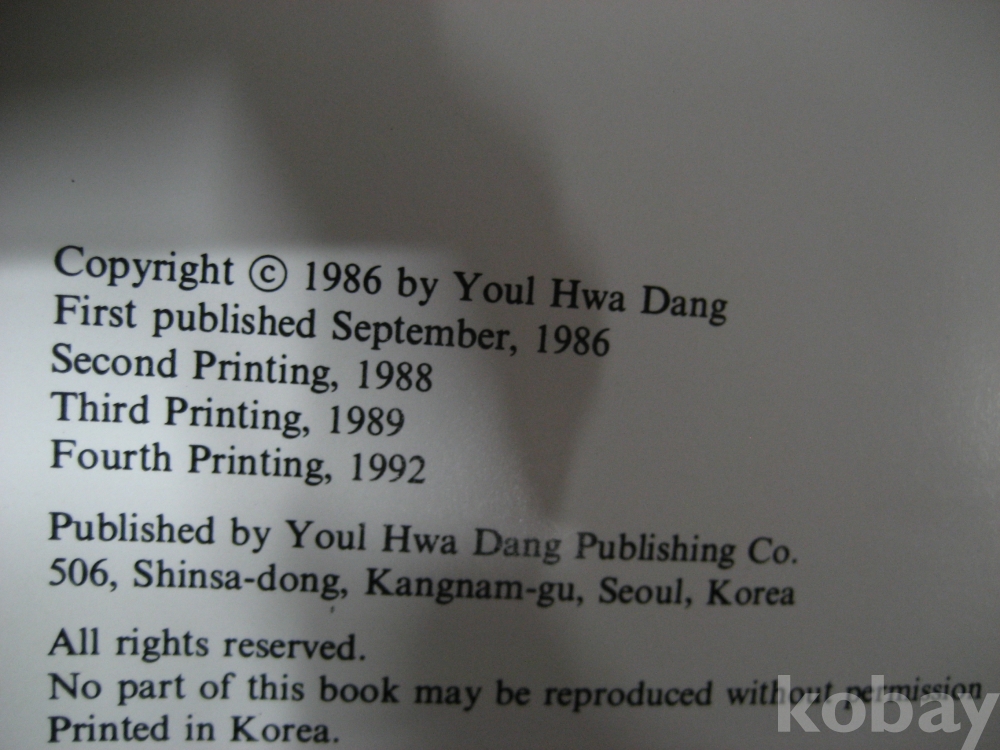 Copyright © 1986 by Youl Hwa Dang
First published September, 1986
Second Printing, 1988
Third Printing, 1989
Fourth Printing, 1992
Published by Youl Hwa Dang Publishing Co.
506, Shinsa-dong, Kangnam-gu, Seoul, Korea
All rights reserved.
No part of this book may be reproduced without permission
Printed in Korea.
kobay